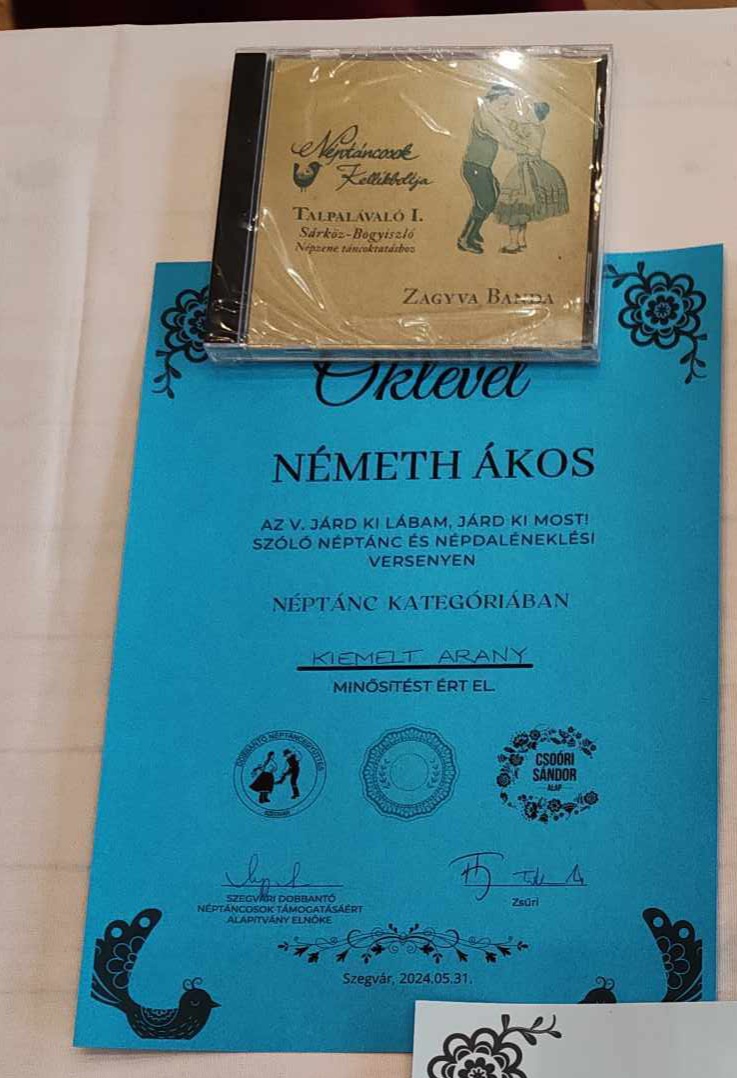 Néptáncosok
Kellékboltja
TALPALÁVALÓ I.
Sárköz-Bogyiszló
Népzene táncoktatáshoz
ZAGYVA BANDA
Oklevél
NÉMETH ÁKOS
AZ V. JÁRD KI LÁBAM, JÁRD KI MOST!
SZÓLÓ NÉPTÁNC ÉS NÉPDALÉNEKLÉSI
VERSENYEN
NÉPTÁNC KATEGÓRIÁBAN
KIEMELT ARANY
MINŐSÍTÉST ÉRT EL.
CSOÓRI
SÁNDOR
ALAP
SZEGVÁRI DOBBANTÓ
NÉPTÁNCOSOK TÁMOGATÁSÁÉRT
ALAPÍTVÁNY ELNÖKE
Zsűri
Szegvár, 2024.05.31.